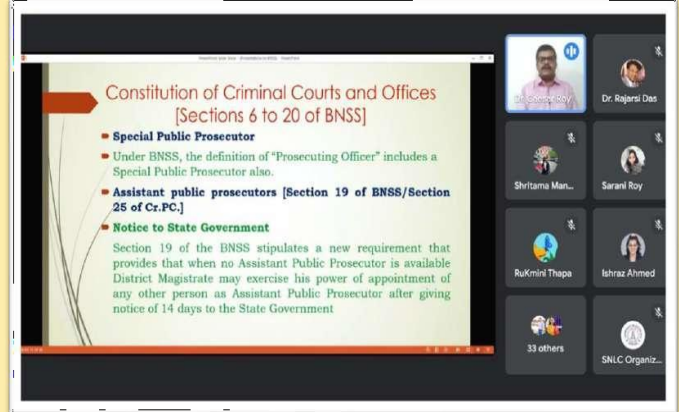 Constitution of Criminal Courts and Offices
[Sections 6 to 20 of BNSS]
Special Public Prosecutor
Under BNSS, the definition of "Prosecuting Officer" includes a
Special Public Prosecutor also.
Assistant public prosecutors [Section 19 of BNSS/Section
25 of Cr.PC.]
Notice to State Government
Section 19 of the BNSS stipulates a new requirement that
provides that when no Assistant Public Prosecutor is available
District Magistrate may exercise his power of appointment of
any other person as Assistant Public Prosecutor after giving
notice of 14 days to the State Government
Roy
Dr. Rajarsi Das
Shritama Man...
Sarani Roy
RuKmini Thapa
Ishraz Ahmed
33 others
SNLC Organiz...